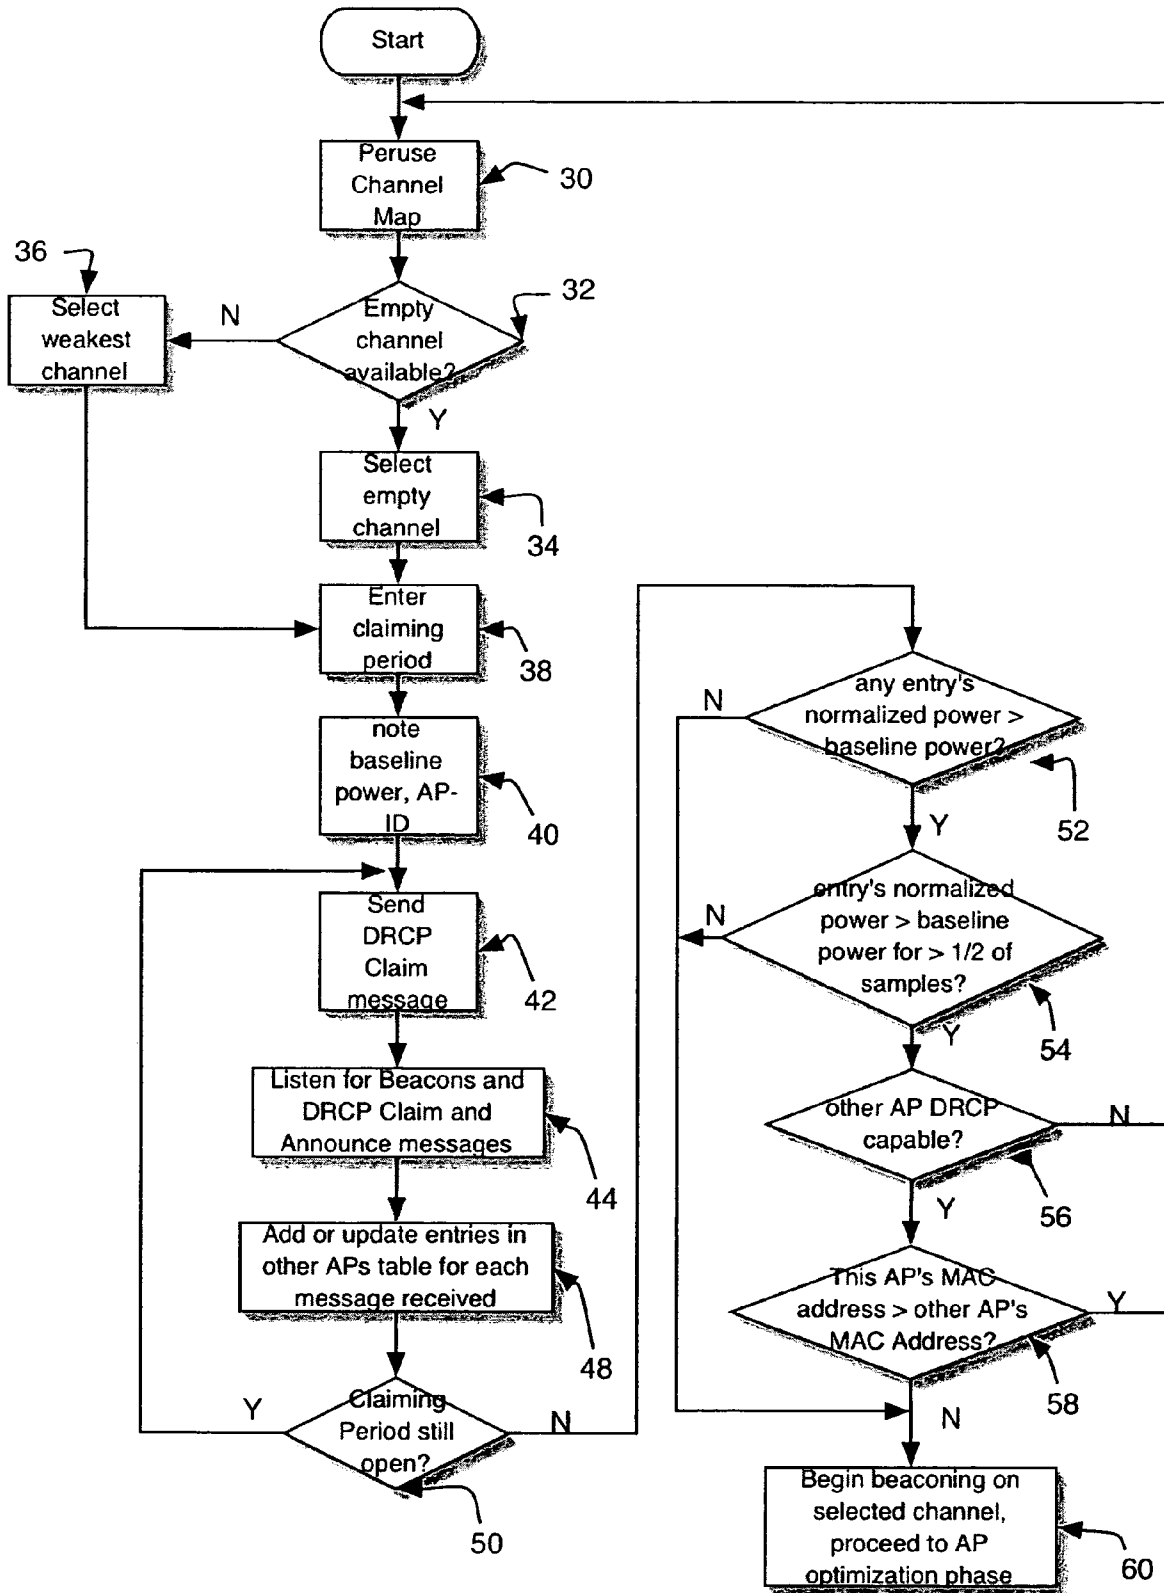 Start
Peruse
Channel
Map
30
36
Select
weakest
channel
N
Empty
channel
available?
32
Y
Select
empty
channel
34
Enter
claiming
period
38
note
baseline
power, AP-
ID
40
Send
DRCP
Claim
message
42
Listen for Beacons and
DRCP Claim and
Announce messages
44
Add or update entries in
other APs table for each
message received
48
Y
Claiming
Period still
open?
N
50
N
any entry's
normalized power >
baseline power?
52
Y
N
entry's normalized
power > baseline
power for > 1/2 of
samples?
54
Y
other AP DRCP
capable?
N
56
Y
This AP's MAC
address > other AP's
MAC Address?
Y
58
N
Begin beaconing on
selected channel,
proceed to AP
optimization phase
60